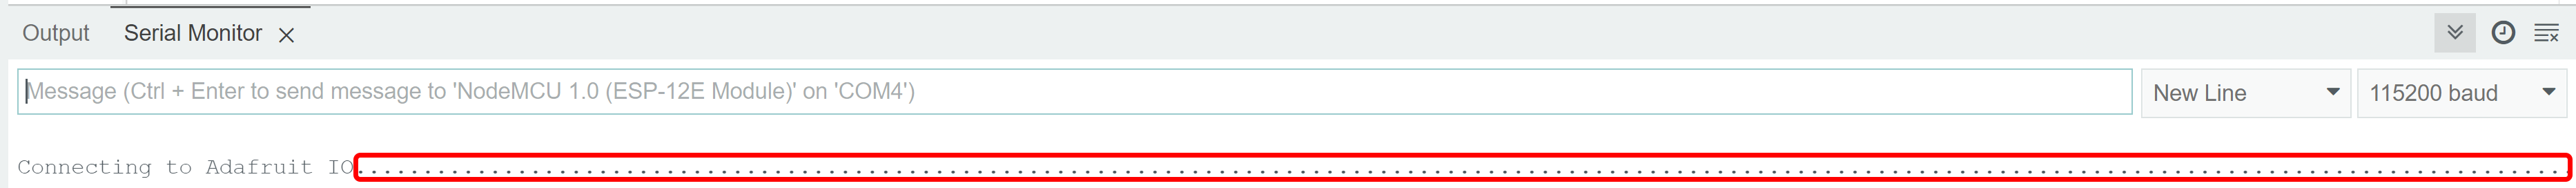 Output Serial Monitor
Message (Ctrl + Enter to send message to 'NodeMCU 1.0 (ESP-12E Module)' on 'COM4') New Line 115200 baud
Connecting to Adafruit IO....................................................................................................................................................................